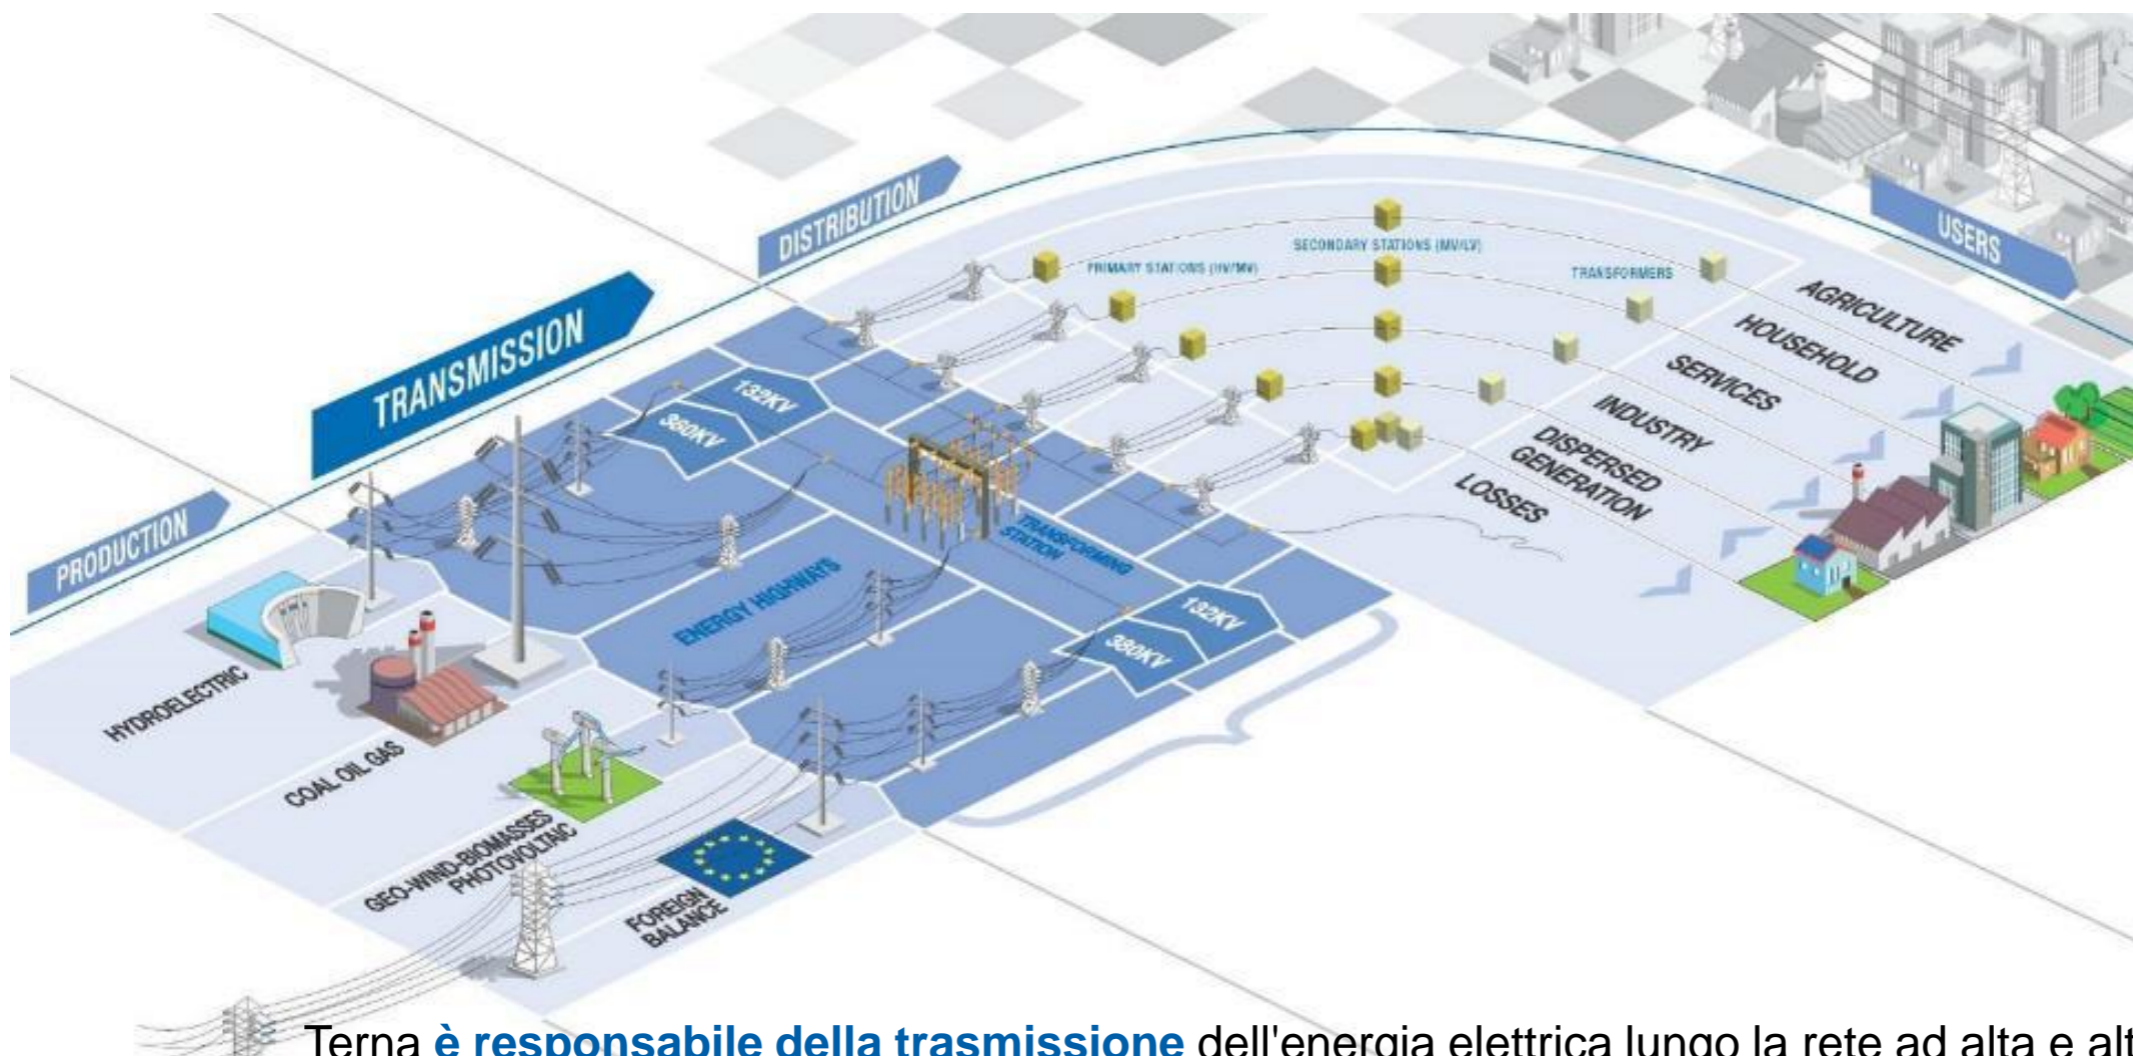 PRODUCTION
TRANSMISSION
DISTRIBUTION
USERS
PRIMARY STATIONS (HV/MV)
SECONDARY STATIONS (MV/LV)
TRANSFORMERS
AGRICULTURE
HOUSEHOLD
SERVICES
INDUSTRY
DISPERSED
GENERATION
LOSSES
132KV
380KV
TRANSFORMING
STATION
ENERGY HIGHWAYS
132KV
380KV
HYDROELECTRIC
COAL OIL GAS
GEO-WIND-BIOMASSES
PHOTOVOLTAIC
FOREIGN
BALANCE
Terna è responsabile della trasmissione dell'energia elettrica lungo la rete ad alta e alt